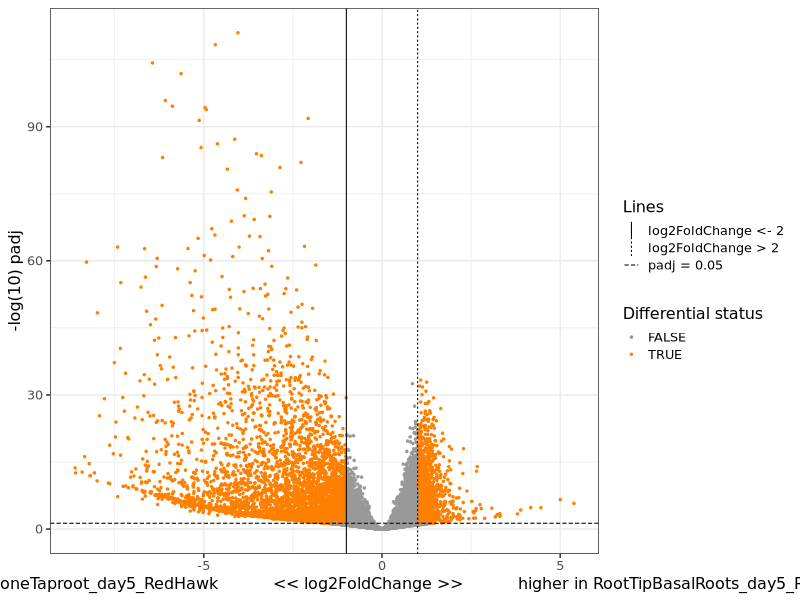 90
60
30
0
-log(10) padj
-5
0
5
oneTaproot_day5_RedHawk << log2FoldChange >> higher in RootTipBasalRoots_day5_R
Lines
log2FoldChange <- 2
log2FoldChange > 2
padj = 0.05
Differential status
FALSE
TRUE